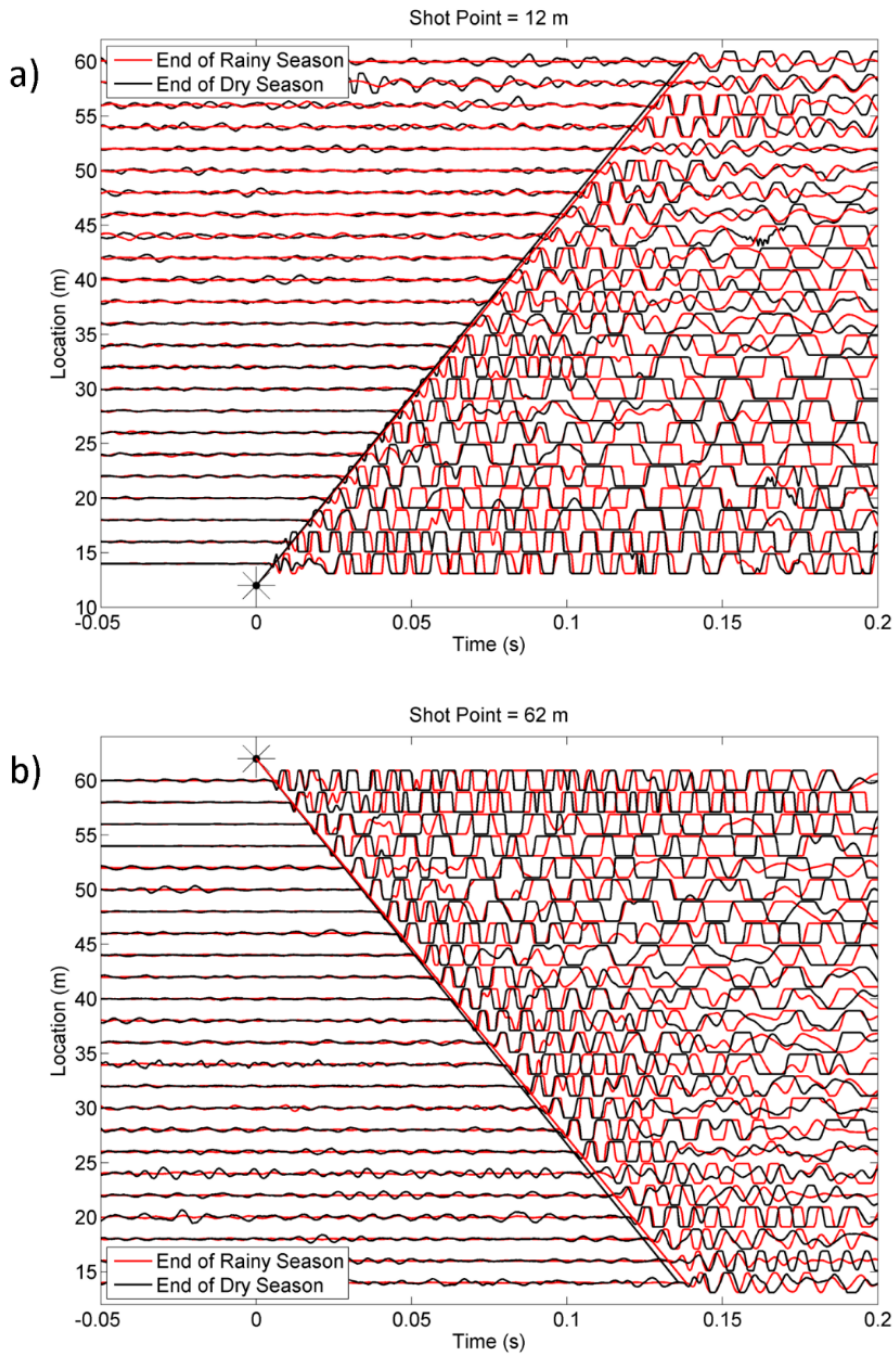 Shot Point = 12 m
a)
End of Rainy Season
End of Dry Season
60
55
50
45
40
35
30
25
20
15
10
Location (m)
-0.05
0
0.05
0.1
0.15
0.2
Time (s)
Shot Point = 62 m
b)
60
55
50
45
40
35
30
25
20
15
Location (m)
End of Rainy Season
End of Dry Season
-0.05
0
0.05
0.1
0.15
0.2
Time (s)